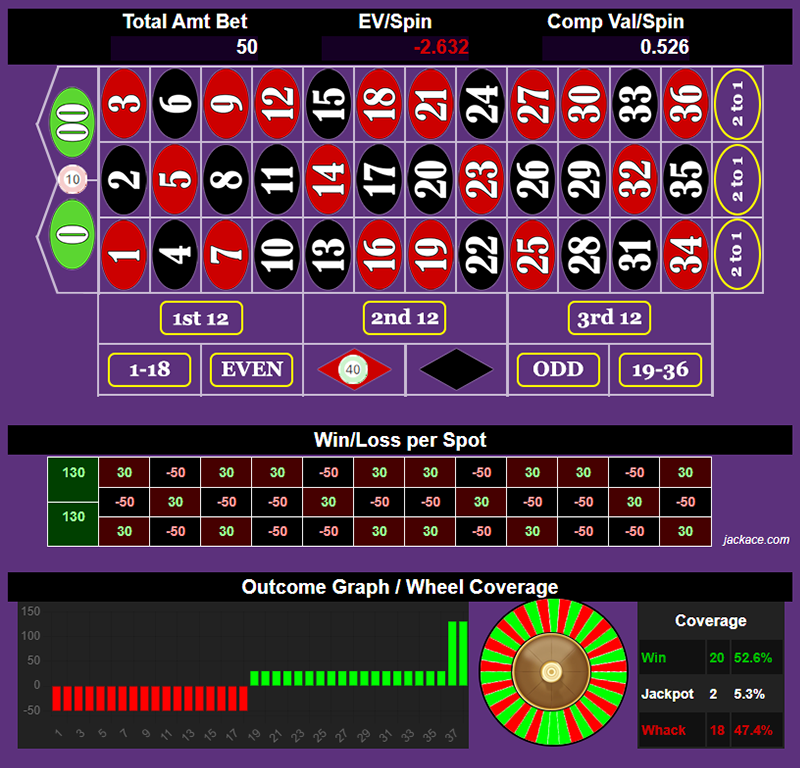 Total Amt Bet EV/Spin Comp Val/Spin
50 -2.632 0.526
00 3 6 9 12 15 18 21 24 27 30 33 36 2 to 1
10 2 5 8 11 14 17 20 23 26 29 32 35 2 to 1
0 1 4 7 10 13 16 19 22 25 28 31 34 2 to 1
1st 12 2nd 12 3rd 12
1-18 EVEN 40 ODD 19-36
Win/Loss per Spot
130 30 -50 30 30 -50 30 30 -50 30 30 -50 30
-50 30 -50 -50 30 -50 -50 30 -50 -50 30 -50
130 30 -50 30 -50 -50 30 30 -50 30 -50 -50 30
jackace.com
Outcome Graph / Wheel Coverage
150
100
50
0
-50
1 3 5 7 9 11 13 15 17 19 21 23 25 27 29 31 33 35 37
Coverage
Win 20 52.6%
Jackpot 2 5.3%
Whack 18 47.4%